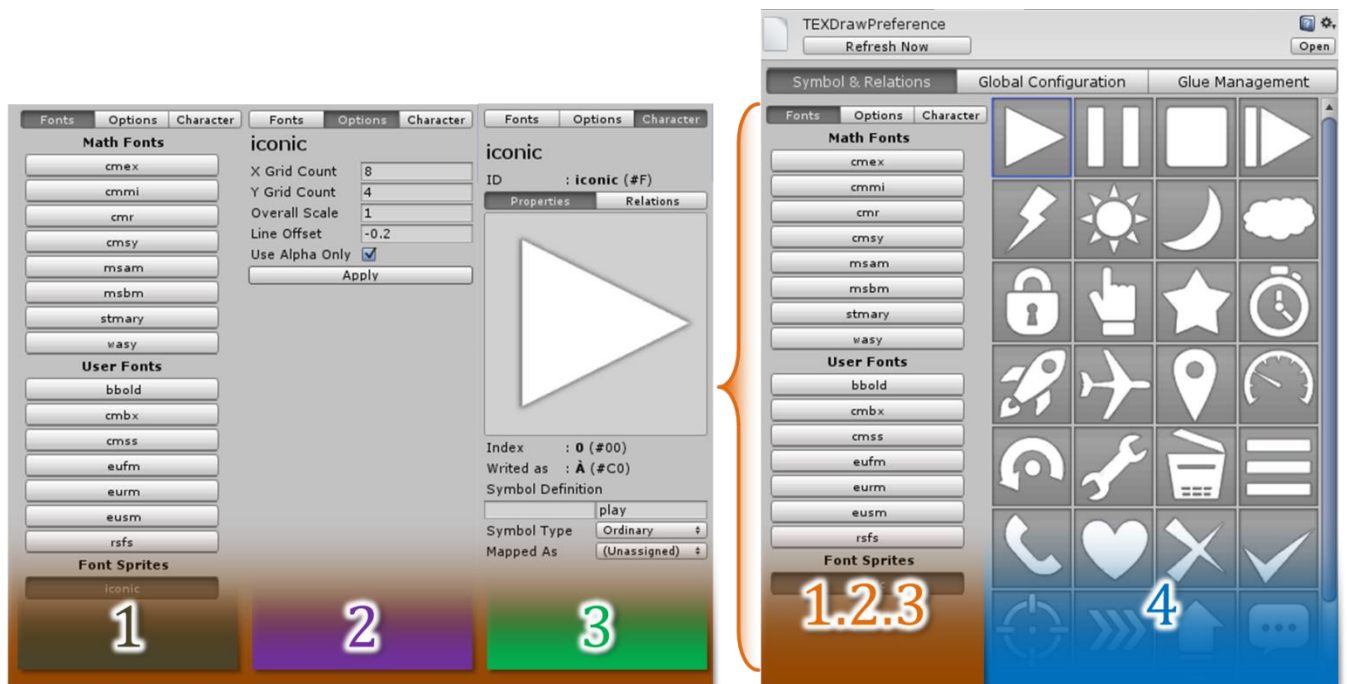 Fonts Options Character
Math Fonts
cmex
cmmi
cmr
cmsy
msam
msbm
stmary
wasy
User Fonts
bbold
cmbx
cmss
eufm
eurm
eusm
rsfs
Font Sprites
iconic
1
Fonts Options Character
iconic
X Grid Count 8
Y Grid Count 4
Overall Scale 1
Line Offset -0.2
Use Alpha Only
Apply
2
Fonts Options Character
iconic
ID : iconic (#F)
Properties Relations
Index : 0 (#00)
Writed as : À (#C0)
Symbol Definition
play
Symbol Type Ordinary
Mapped As (Unassigned)
3
TEXDrawPreference
Refresh Now Open
Symbol & Relations Global Configuration Glue Management
Fonts Options Character
Math Fonts
cmex
cmmi
cmr
cmsy
msam
msbm
stmary
wasy
User Fonts
bbold
cmbx
cmss
eufm
eurm
eusm
rsfs
Font Sprites
1.2.3
4